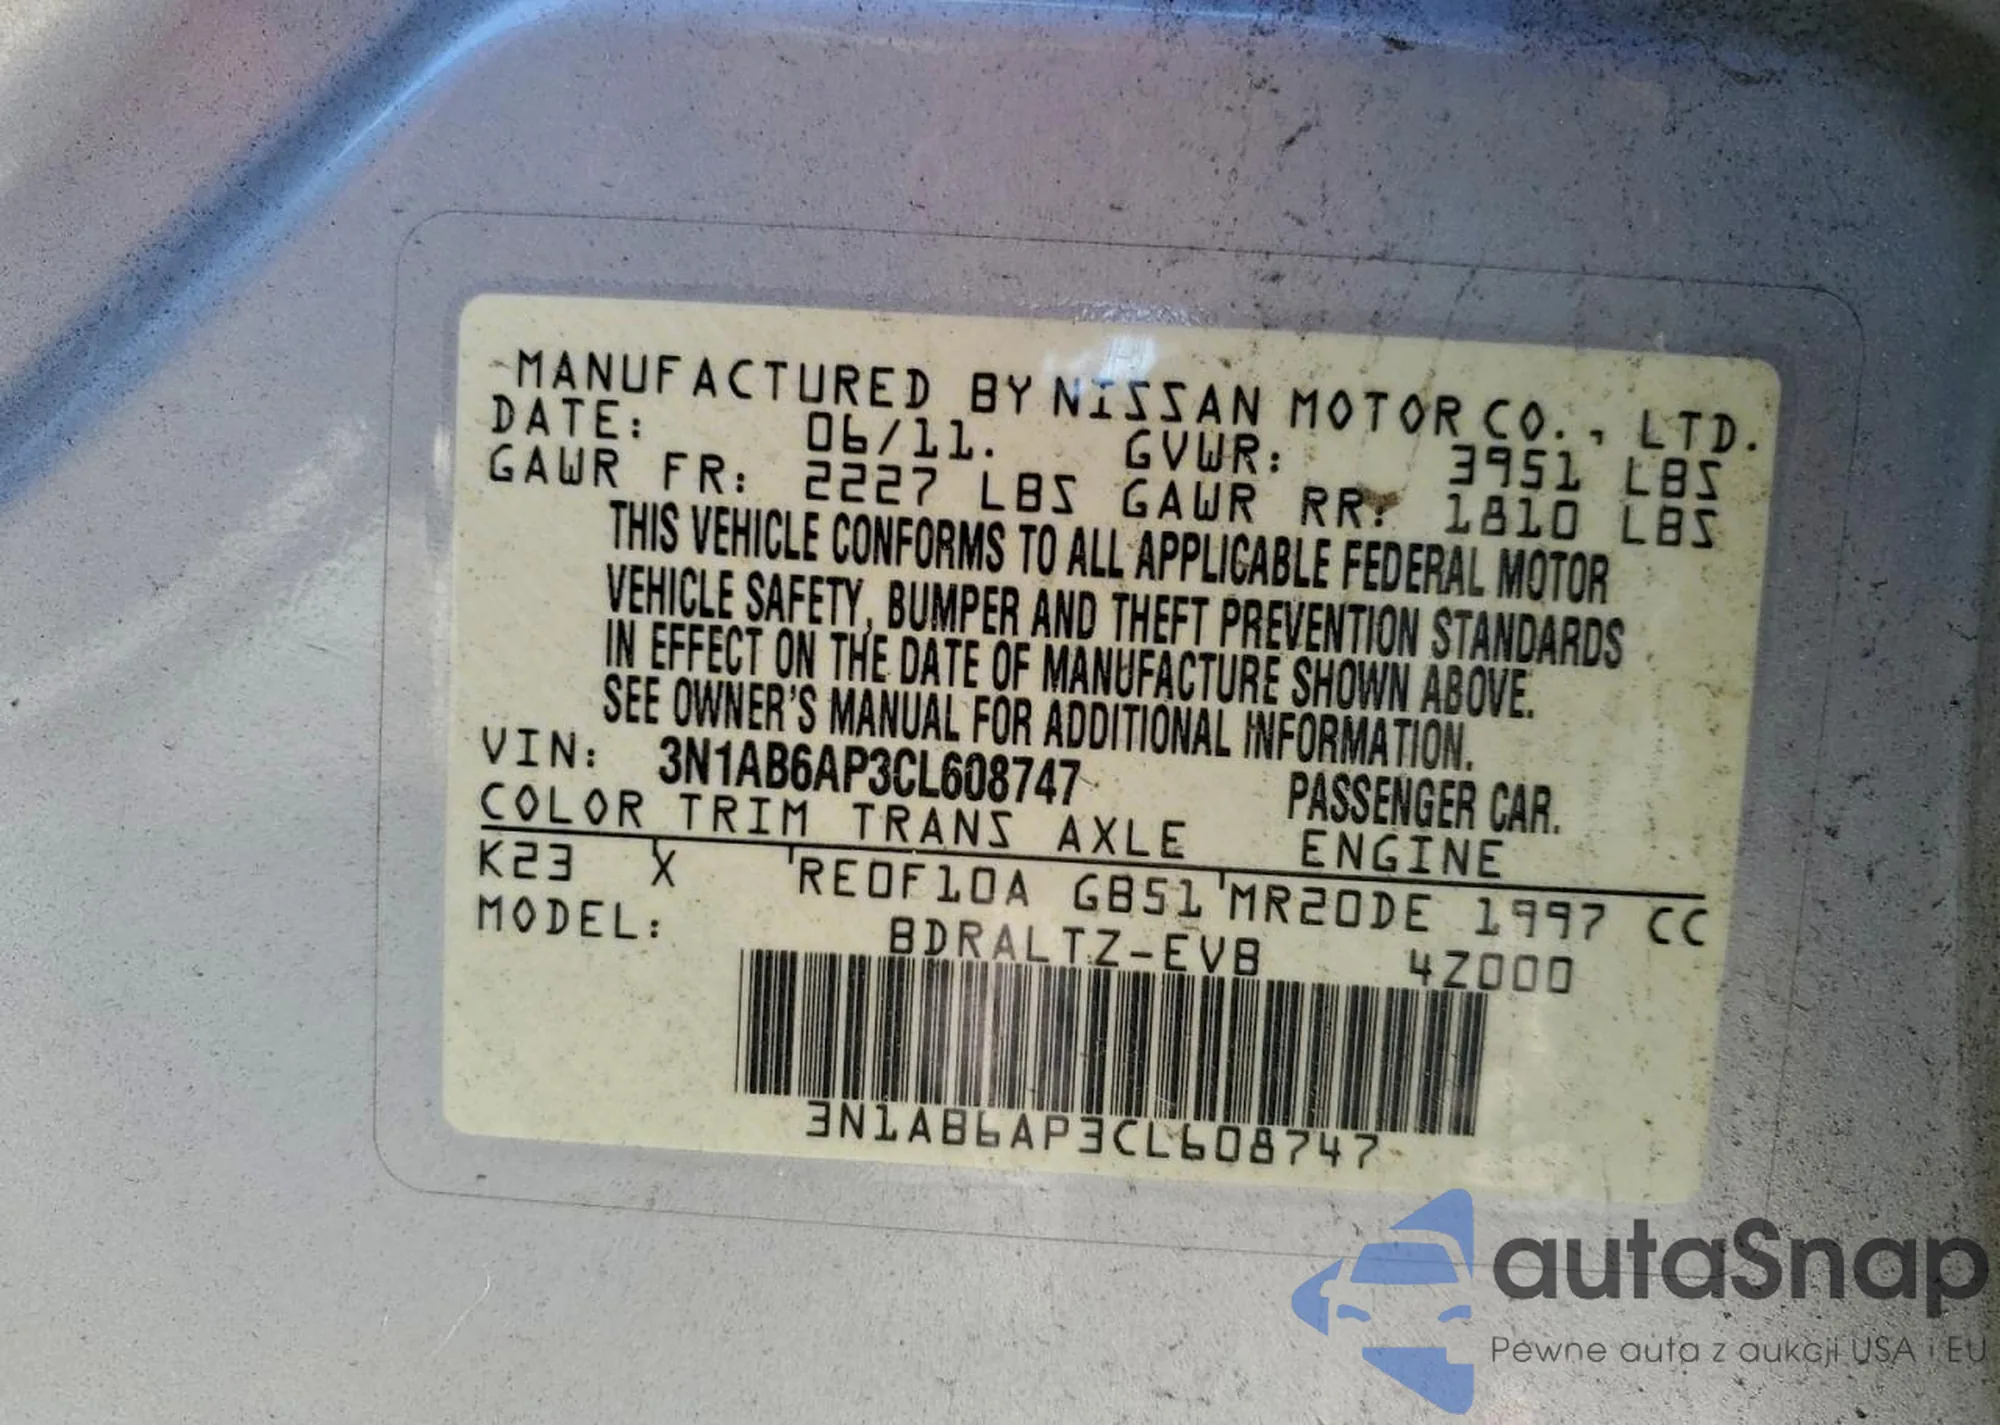 MANUFACTURED BY NISSAN MOTOR CO., LTD.
DATE: 06/11. GVWR: 3951 LBS
GAWR FR: 2227 LBS GAWR RR: 1810 LBS
THIS VEHICLE CONFORMS TO ALL APPLICABLE FEDERAL MOTOR
VEHICLE SAFETY, BUMPER AND THEFT PREVENTION STANDARDS
IN EFFECT ON THE DATE OF MANUFACTURE SHOWN ABOVE.
SEE OWNER'S MANUAL FOR ADDITIONAL INFORMATION.
VIN: 3N1AB6AP3CL608747 PASSENGER CAR.
COLOR TRIM TRANS AXLE ENGINE
K23 X RE0F10A GB51 MR20DE 1997 CC
MODEL: BDRALTZ-EVB 4Z000
3N1AB6AP3CL608747
autaSnap
Pewne auta z aukcji USA i EU